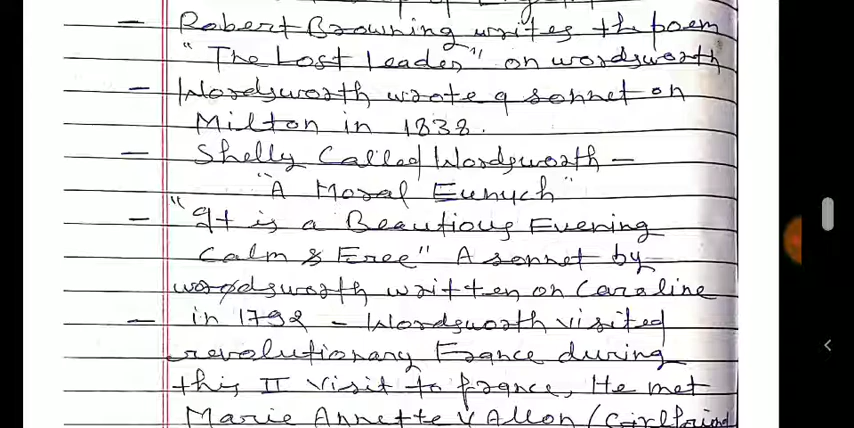 — Robert Browning writes the poem
"The Lost Leader" on wordsworth
— Wordsworth wrote a sonnet on
Milton in 1838.
— Shelly Called Wordsworth —
"A Moral Eunuch"
— "It is a Beautious Evening
Calm & Free" A sonnet by
wordsworth written on Caroline
— in 1792 - Wordsworth visited
revolutionary France during
this II visit to france, He met
Marie Annette Vallon / Girlfriend